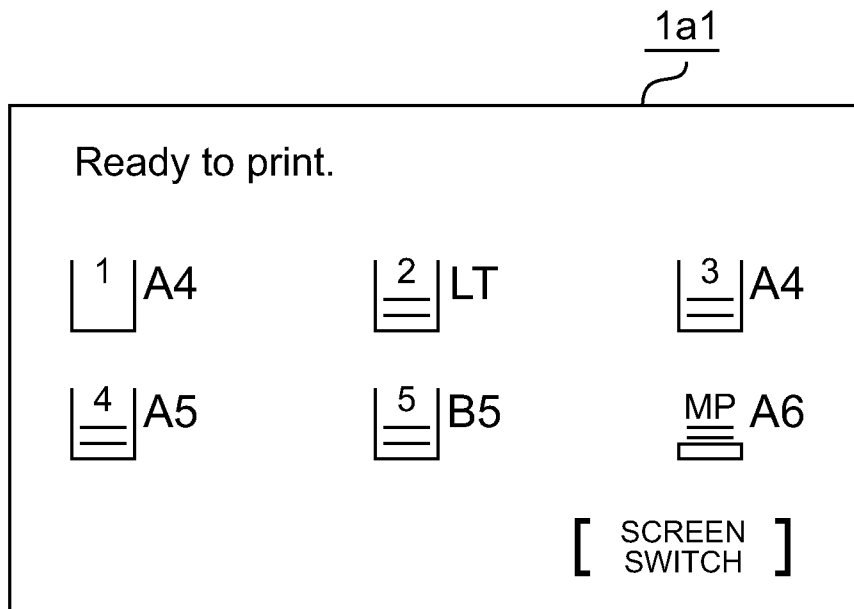 1a1
Ready to print.
1 A4 2 LT 3 A4
4 A5 5 B5 MP A6
[ SCREEN
SWITCH ]